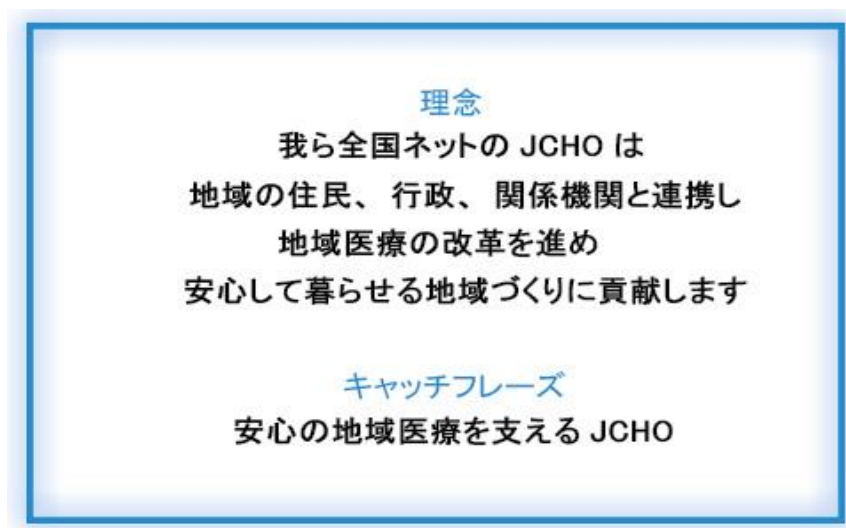 理念
我ら全国ネットの JCHO は
地域の住民、行政、関係機関と連携し
地域医療の改革を進め
安心して暮らせる地域づくりに貢献します
キャッチフレーズ
安心の地域医療を支える JCHO